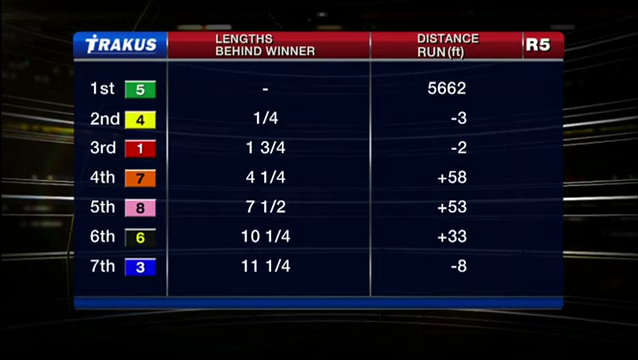 TRAKUS LENGTHS BEHIND WINNER DISTANCE RUN (ft) R5
1st 5 - 5662
2nd 4 1/4 -3
3rd 1 1 3/4 -2
4th 7 4 1/4 +58
5th 8 7 1/2 +53
6th 6 10 1/4 +33
7th 3 11 1/4 -8